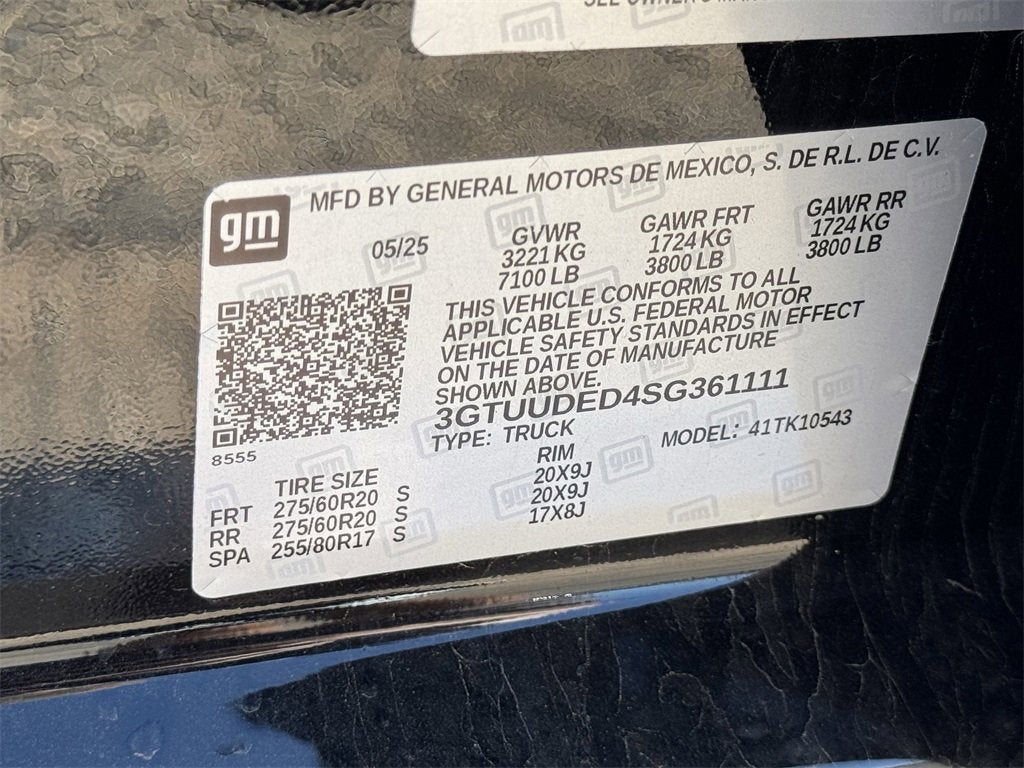 SEE OWNER'S
gm
MFD BY GENERAL MOTORS DE MEXICO, S. DE R.L. DE C.V.
05/25
GVWR
3221 KG
7100 LB
GAWR FRT
1724 KG
3800 LB
GAWR RR
1724 KG
3800 LB
THIS VEHICLE CONFORMS TO ALL
APPLICABLE U.S. FEDERAL MOTOR
VEHICLE SAFETY STANDARDS IN EFFECT
ON THE DATE OF MANUFACTURE
SHOWN ABOVE.
3GTUUDED4SG361111
TYPE: TRUCK
MODEL: 41TK10543
8555
TIRE SIZE RIM
FRT 275/60R20 S 20X9J
RR 275/60R20 S 20X9J
SPA 255/80R17 S 17X8J